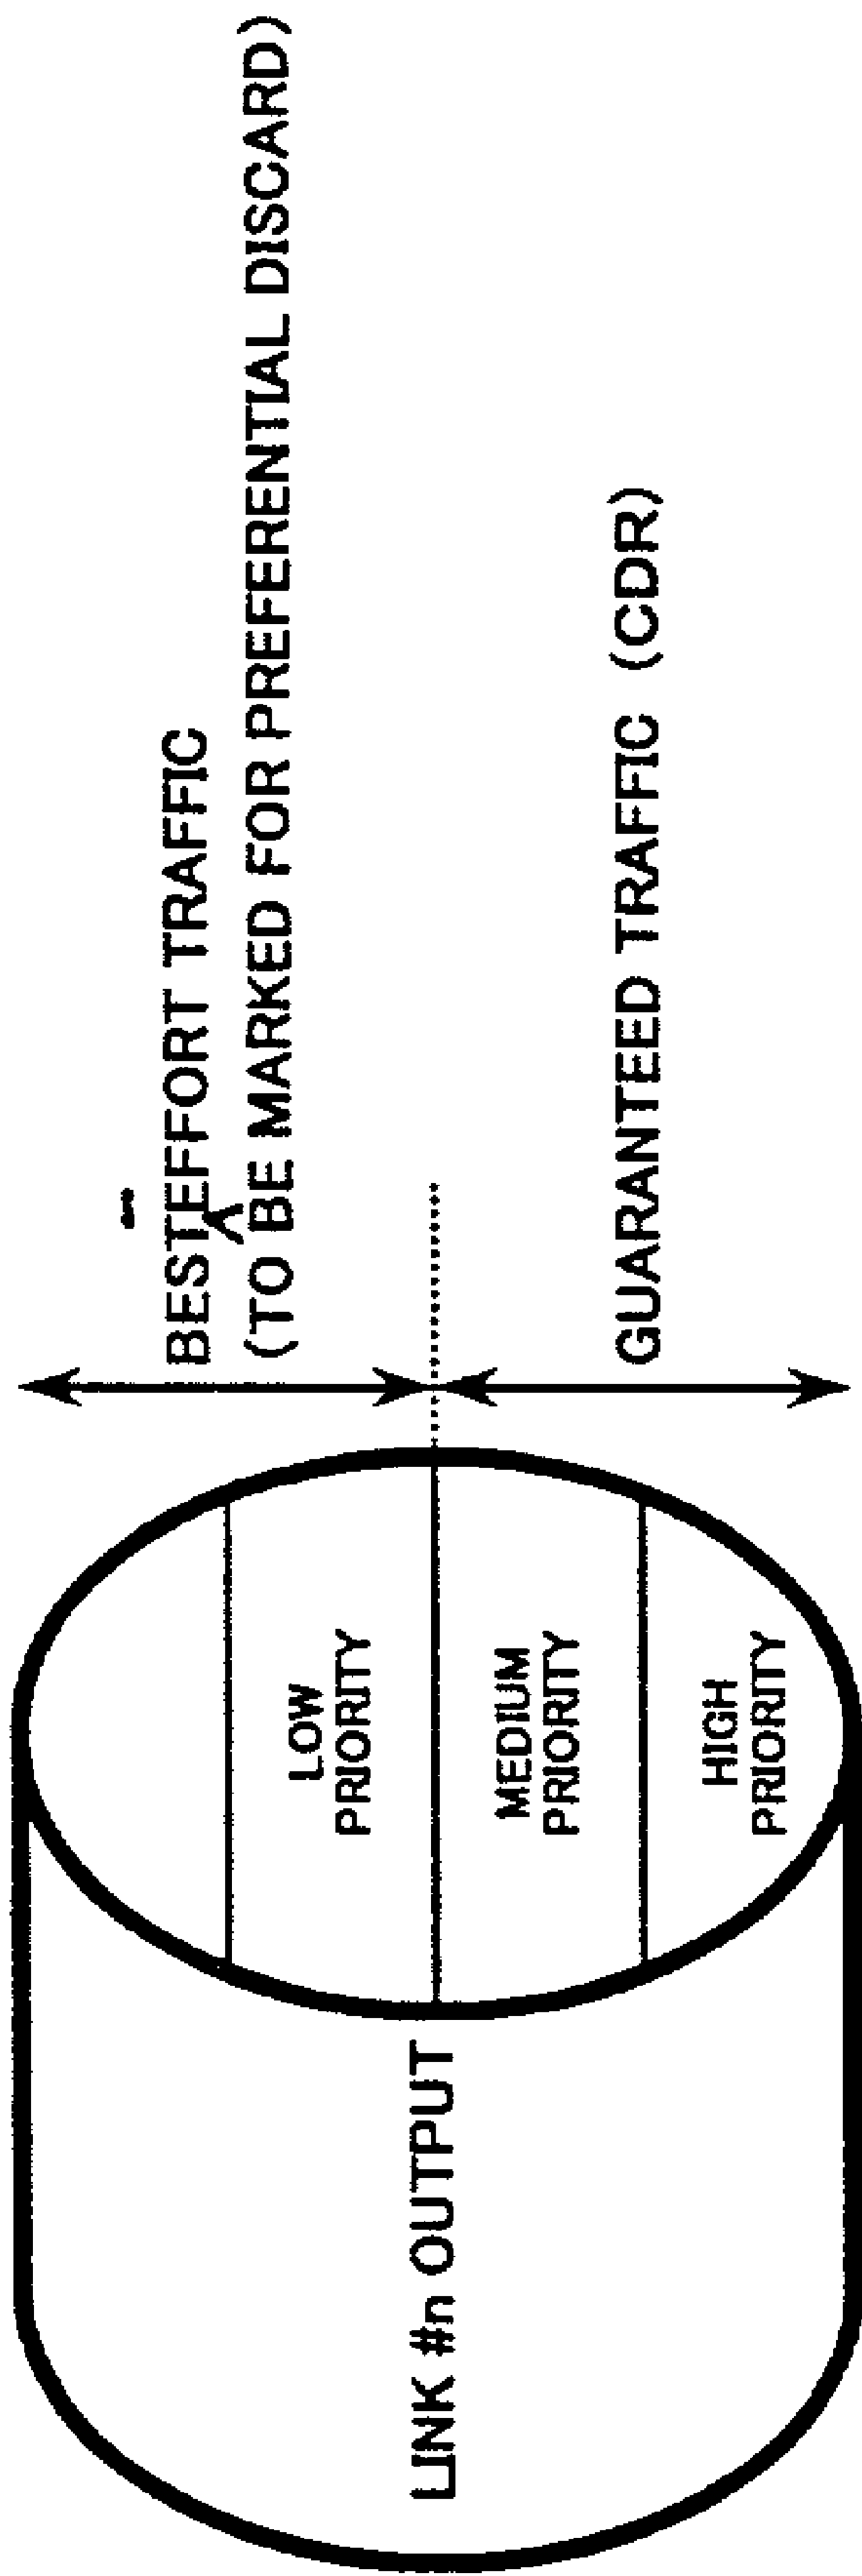 BESTEFFORT TRAFFIC
(TO BE MARKED FOR PREFERENTIAL DISCARD)
LOW
PRIORITY
LINK #n OUTPUT
MEDIUM
PRIORITY
GUARANTEED TRAFFIC (CDR)
HIGH
PRIORITY